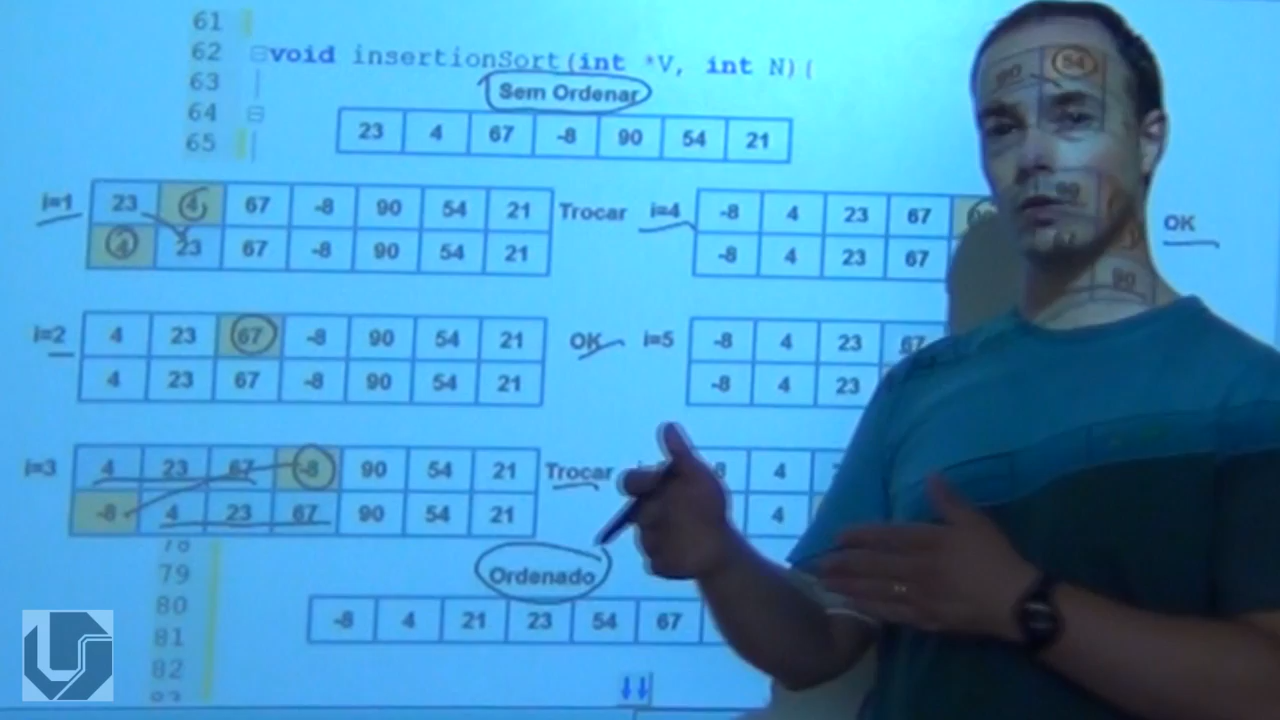 61
62 void insertionSort(int *V, int N){
63
64
65
Sem Ordenar
23 4 67 -8 90 54 21
i=1 23 4 67 -8 90 54 21 Trocar
4 23 67 -8 90 54 21
i=2 4 23 67 -8 90 54 21 OK
4 23 67 -8 90 54 21
i=3 4 23 67 -8 90 54 21 Trocar
-8 4 23 67 90 54 21
i=4 -8 4 23 67 OK
-8 4 23 67
i=5 -8 4 23 67
-8 4 23
4
4
90 54
90
90
79
80
81
82
Ordenado
-8 4 21 23 54 67